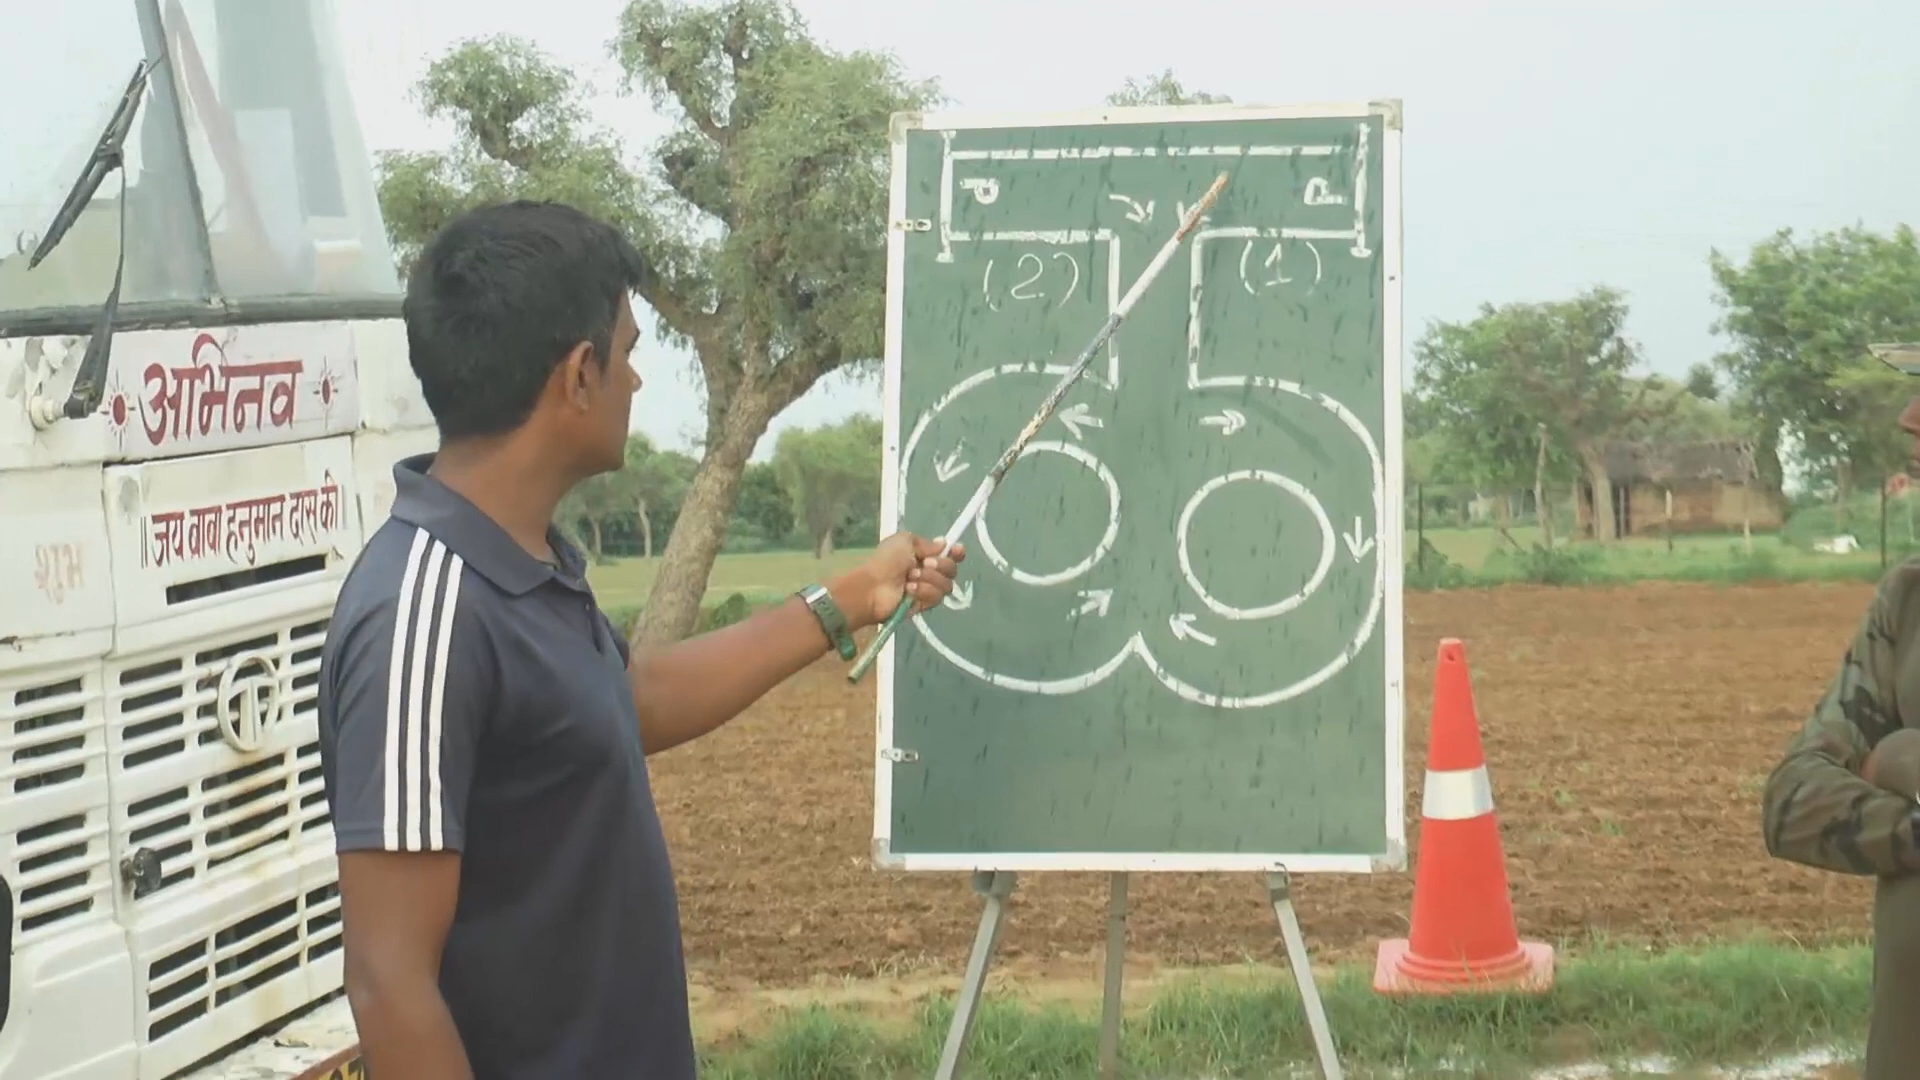 अभिनव
॥ जय बाबा हनुमान दास की ॥
શુભ
P P
(2) (1)